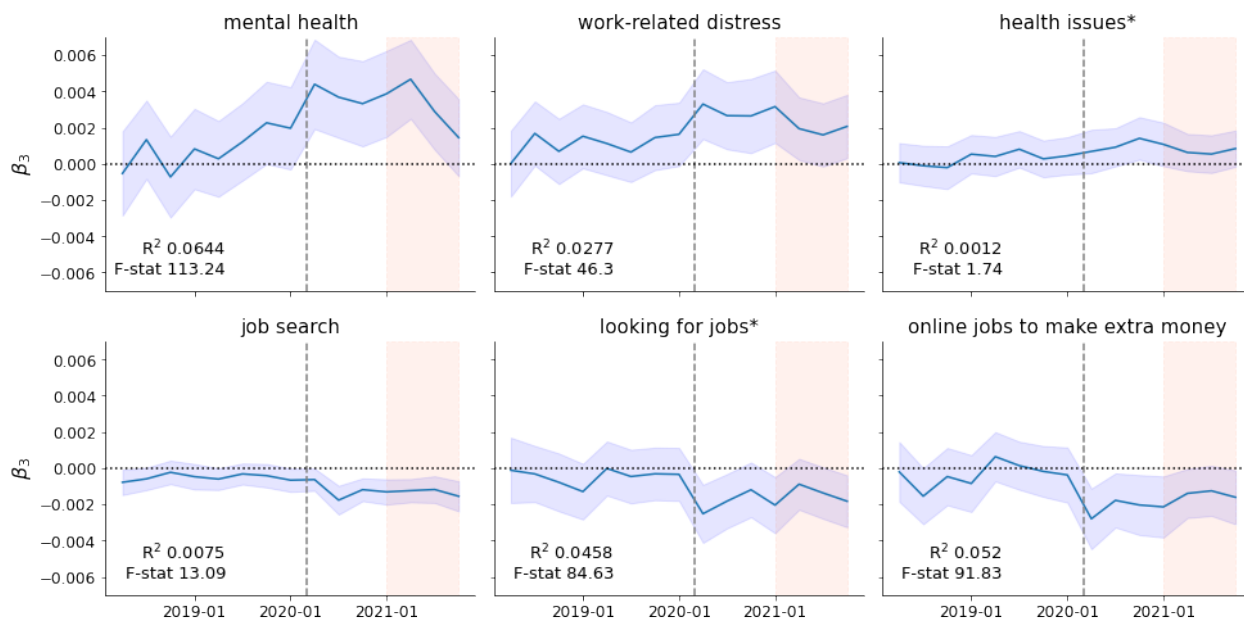 mental health
work-related distress
health issues*
0.006
0.004
0.002
0.000
−0.002
−0.004
−0.006
β₃
R² 0.0644
F-stat 113.24
R² 0.0277
F-stat 46.3
R² 0.0012
F-stat 1.74
job search
looking for jobs*
online jobs to make extra money
0.006
0.004
0.002
0.000
−0.002
−0.004
−0.006
β₃
R² 0.0075
F-stat 13.09
R² 0.0458
F-stat 84.63
R² 0.052
F-stat 91.83
2019-01
2020-01
2021-01
2019-01
2020-01
2021-01
2019-01
2020-01
2021-01